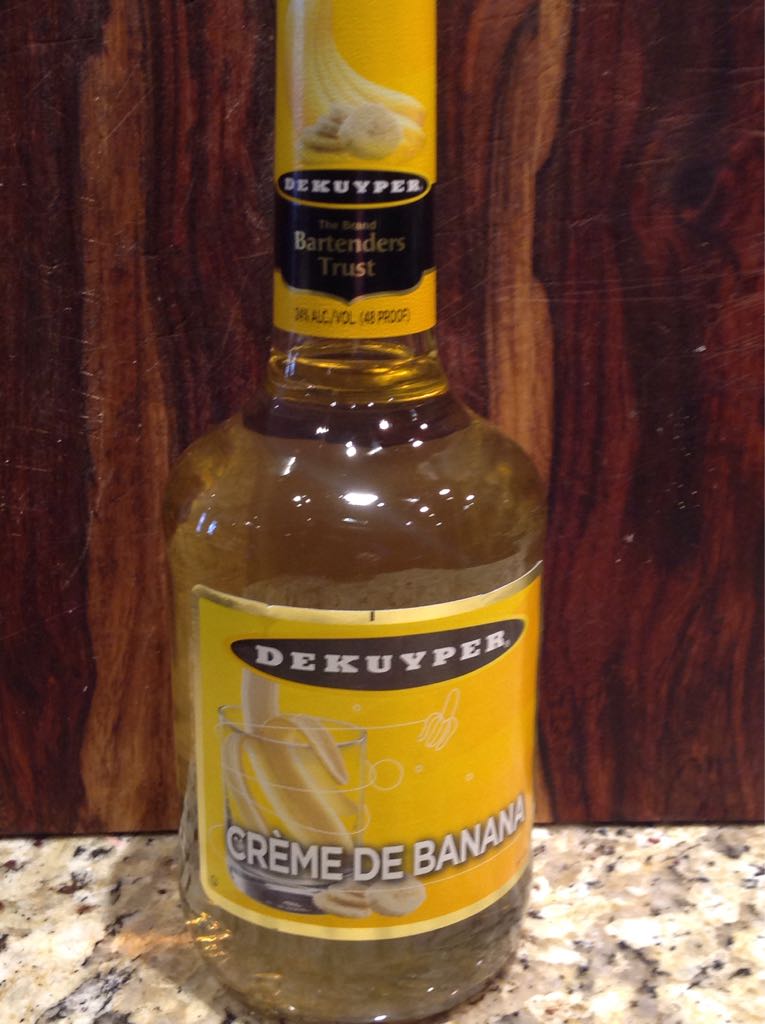 DEKUYPER
The Brand
Bartenders
Trust
24% ALC./VOL. (48 PROOF)
DEKUYPER
CRÈME DE BANANA